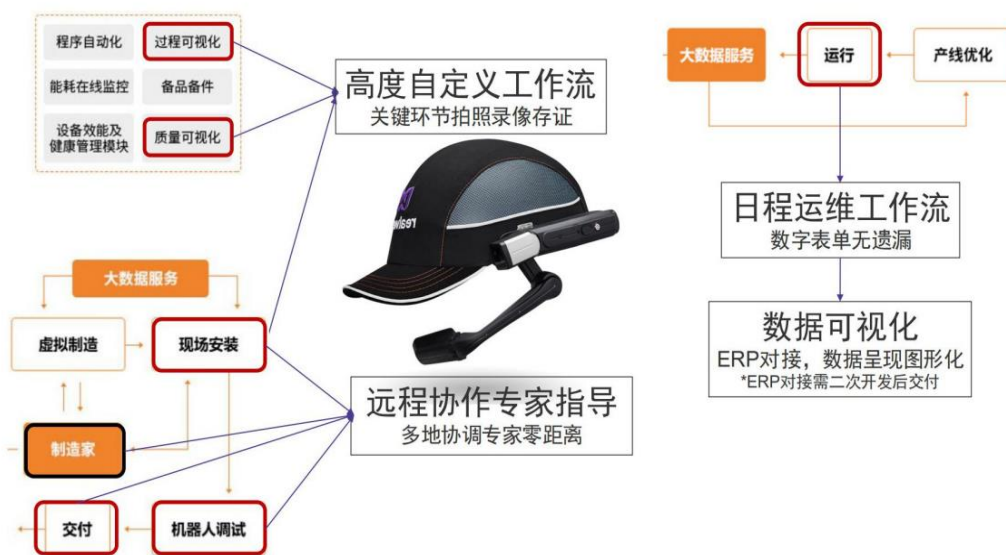 程序自动化
过程可视化
能耗在线监控
备品备件
设备效能及
健康管理模块
质量可视化
高度自定义工作流
关键环节拍照录像存证
大数据服务
运行
产线优化
日程运维工作流
数字表单无遗漏
数据可视化
ERP对接，数据呈现图形化
*ERP对接需二次开发后交付
大数据服务
虚拟制造
现场安装
制造家
交付
机器人调试
远程协作专家指导
多地协调专家零距离